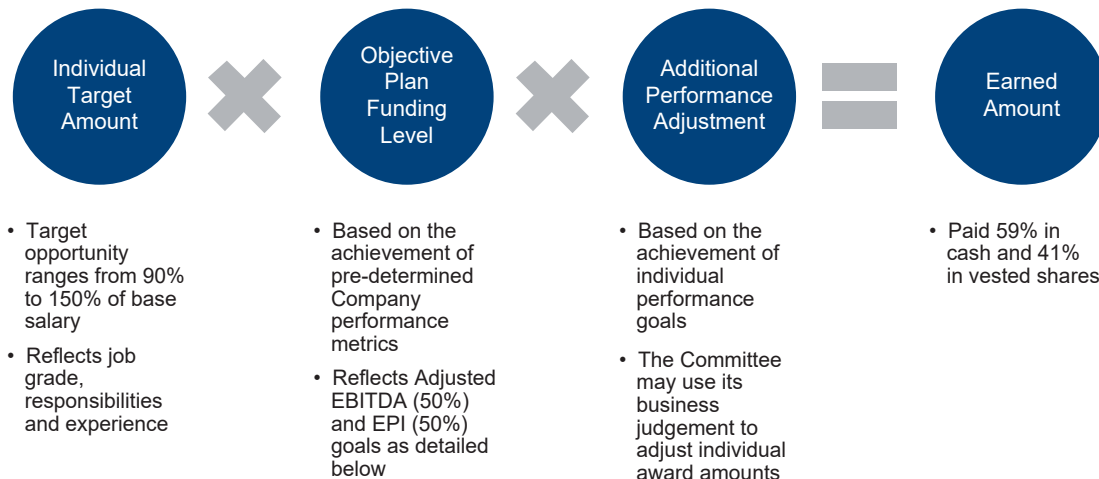 Individual
Target
Amount
Objective
Plan
Funding
Level
Additional
Performance
Adjustment
Earned
Amount
• Target
opportunity
ranges from 90%
to 150% of base
salary
• Reflects job
grade,
responsibilities
and experience
• Based on the
achievement of
pre-determined
Company
performance
metrics
• Reflects Adjusted
EBITDA (50%)
and EPI (50%)
goals as detailed
below
• Based on the
achievement of
individual
performance
goals
• The Committee
may use its
business
judgement to
adjust individual
award amounts
• Paid 59% in
cash and 41%
in vested shares